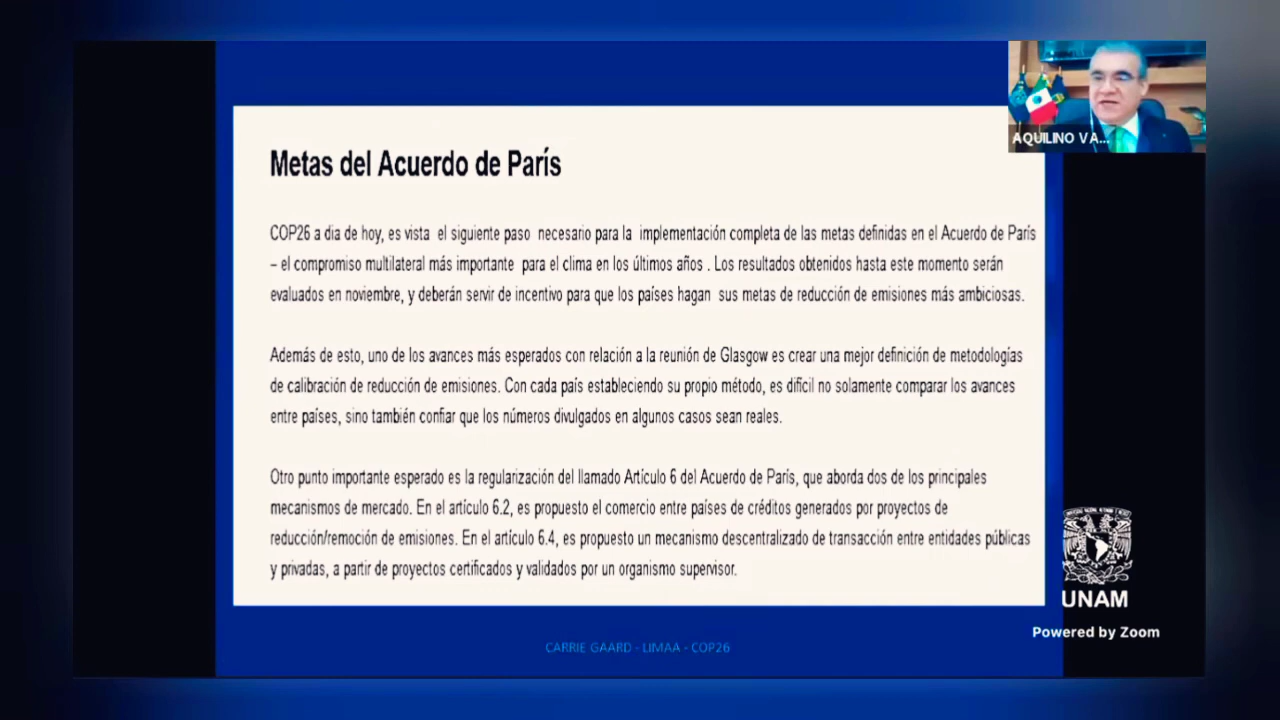 Metas del Acuerdo de París
COP26 a dia de hoy, es vista el siguiente paso necesario para la implementación completa de las metas definidas en el Acuerdo de París
– el compromiso multilateral más importante para el clima en los últimos años . Los resultados obtenidos hasta este momento serán
evaluados en noviembre, y deberán servir de incentivo para que los países hagan sus metas de reducción de emisiones más ambiciosas.
Además de esto, uno de los avances más esperados con relación a la reunión de Glasgow es crear una mejor definición de metodologías
de calibración de reducción de emisiones. Con cada país estableciendo su propio método, es difícil no solamente comparar los avances
entre países, sino también confiar que los números divulgados en algunos casos sean reales.
Otro punto importante esperado es la regularización del llamado Artículo 6 del Acuerdo de París, que aborda dos de los principales
mecanismos de mercado. En el artículo 6.2, es propuesto el comercio entre países de créditos generados por proyectos de
reducción/remoción de emisiones. En el artículo 6.4, es propuesto un mecanismo descentralizado de transacción entre entidades públicas
y privadas, a partir de proyectos certificados y validados por un organismo supervisor.
CARRIE GAARD - LIMAA - COP26
AQUILINO VA...
UNAM
Powered by Zoom